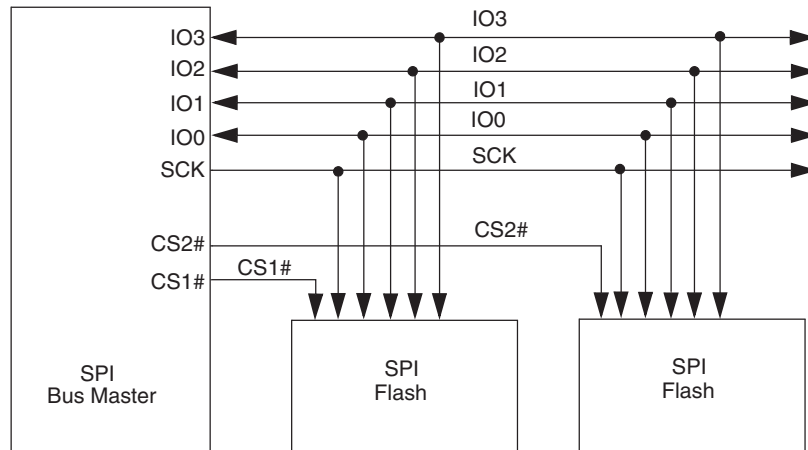 IO3
IO3
IO2
IO2
IO1
IO1
IO0
IO0
SCK
SCK
CS2#
CS2#
CS1#
CS1#
SPI
Bus Master
SPI
Flash
SPI
Flash